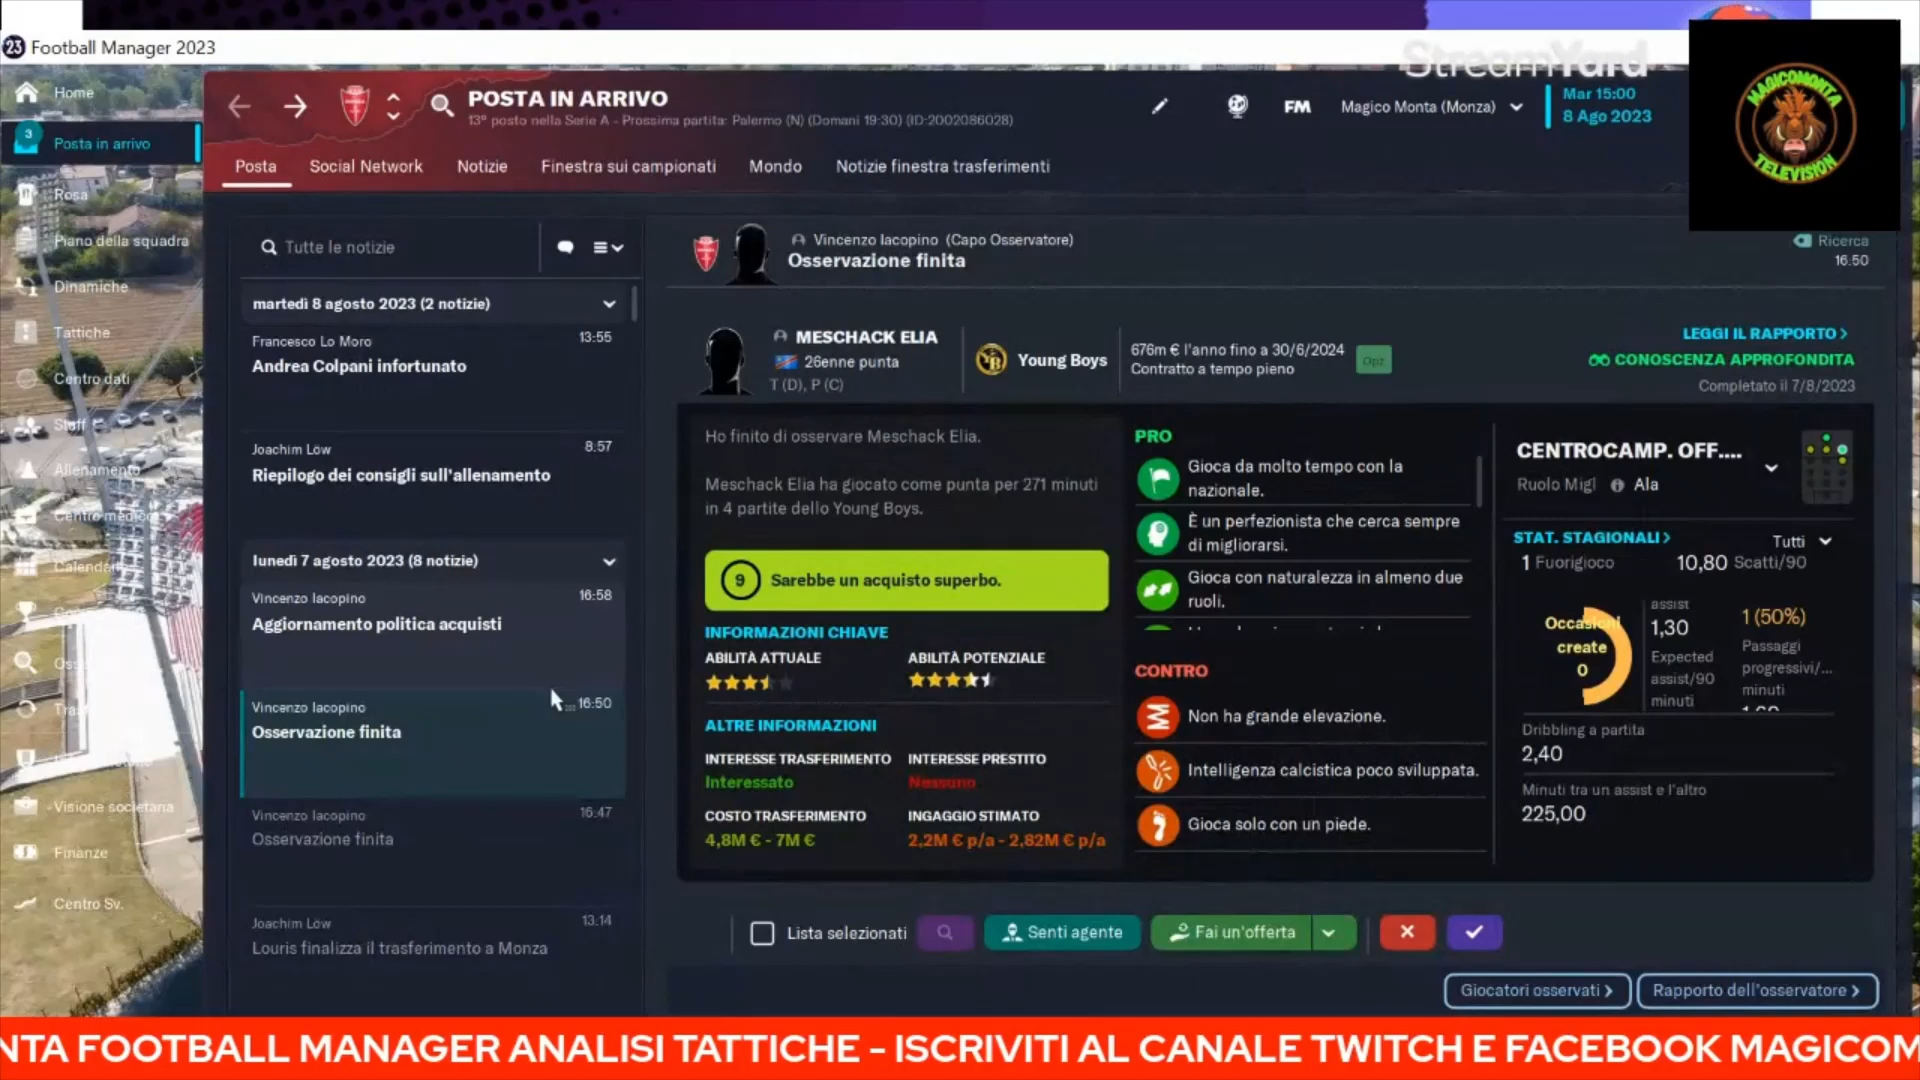 StreamYard
23 Football Manager 2023
MAGICOMONTA
TELEVISION
Home
3
Posta in arrivo
Rosa
Piano della squadra
Dinamiche
Tattiche
Centro dati
Staff
Allenamento
Centro medico
Calendario
Visione societaria
Finanze
Centro Sv.
POSTA IN ARRIVO
13° posto nella Serie A - Prossima partita: Palermo (N) (Domani 19:30) (ID:2002086028)
FM
Magico Monta (Monza)
Mar 15:00
8 Ago 2023
Posta
Social Network
Notizie
Finestra sui campionati
Mondo
Notizie finestra trasferimenti
Tutte le notizie
martedì 8 agosto 2023 (2 notizie)
Francesco Lo Moro
13:55
Andrea Colpani infortunato
Joachim Löw
8:57
Riepilogo dei consigli sull'allenamento
lunedì 7 agosto 2023 (8 notizie)
Vincenzo Iacopino
16:58
Aggiornamento politica acquisti
Vincenzo Iacopino
16:50
Osservazione finita
Vincenzo Iacopino
16:47
Osservazione finita
Joachim Löw
13:14
Louris finalizza il trasferimento a Monza
Vincenzo Iacopino (Capo Osservatore)
Osservazione finita
Ricerca
16.50
MESCHACK ELIA
26enne punta
T (D), P (C)
Young Boys
676m € l'anno fino a 30/6/2024
Contratto a tempo pieno
Opz
LEGGI IL RAPPORTO >
CONOSCENZA APPROFONDITA
Completato il 7/8/2023
Ho finito di osservare Meschack Elia.
Meschack Elia ha giocato come punta per 271 minuti
in 4 partite dello Young Boys.
9 Sarebbe un acquisto superbo.
INFORMAZIONI CHIAVE
ABILITÀ ATTUALE
ABILITÀ POTENZIALE
ALTRE INFORMAZIONI
INTERESSE TRASFERIMENTO
INTERESSE PRESTITO
Interessato
Nessuno
COSTO TRASFERIMENTO
INGAGGIO STIMATO
4,8M € - 7M €
2,2M € p/a - 2,82M € p/a
PRO
Gioca da molto tempo con la
nazionale.
È un perfezionista che cerca sempre
di migliorarsi.
Gioca con naturalezza in almeno due
ruoli.
CONTRO
Non ha grande elevazione.
Intelligenza calcistica poco sviluppata.
Gioca solo con un piede.
CENTROCAMP. OFF....
Ruolo Migl
Ala
STAT. STAGIONALI >
Tutti
1 Fuorigioco
10,80 Scatti/90
Occasioni
create
0
assist
1,30
Expected
assist/90
minuti
1 (50%)
Passaggi
progressivi/...
minuti
Dribbling a partita
2,40
Minuti tra un assist e l'altro
225,00
Lista selezionati
Senti agente
Fai un'offerta
Giocatori osservati >
Rapporto dell'osservatore >
NTA FOOTBALL MANAGER ANALISI TATTICHE - ISCRIVITI AL CANALE TWITCH E FACEBOOK MAGICOM